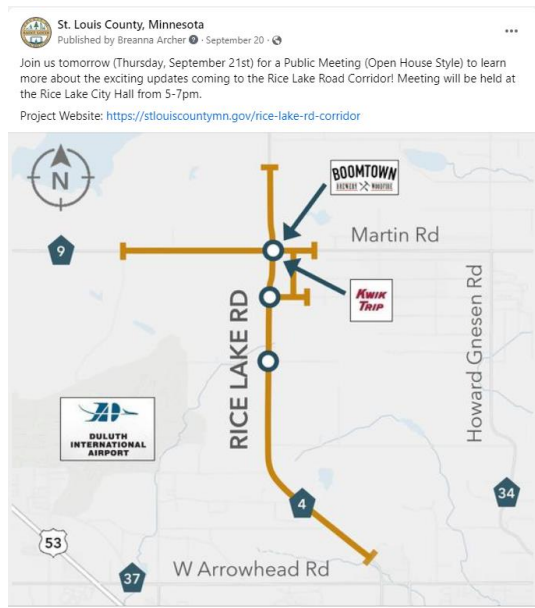 St. Louis County, Minnesota
Published by Breanna Archer · September 20 ·
Join us tomorrow (Thursday, September 21st) for a Public Meeting (Open House Style) to learn
more about the exciting updates coming to the Rice Lake Road Corridor! Meeting will be held at
the Rice Lake City Hall from 5-7pm.
Project Website: https://stlouiscountymn.gov/rice-lake-rd-corridor
N
BOOMTOWN
BREWERY WOODFIRE
Martin Rd
9
KWIK
TRIP
RICE LAKE RD
Howard Gnesen Rd
DULUTH
INTERNATIONAL
AIRPORT
4
34
53
37
W Arrowhead Rd